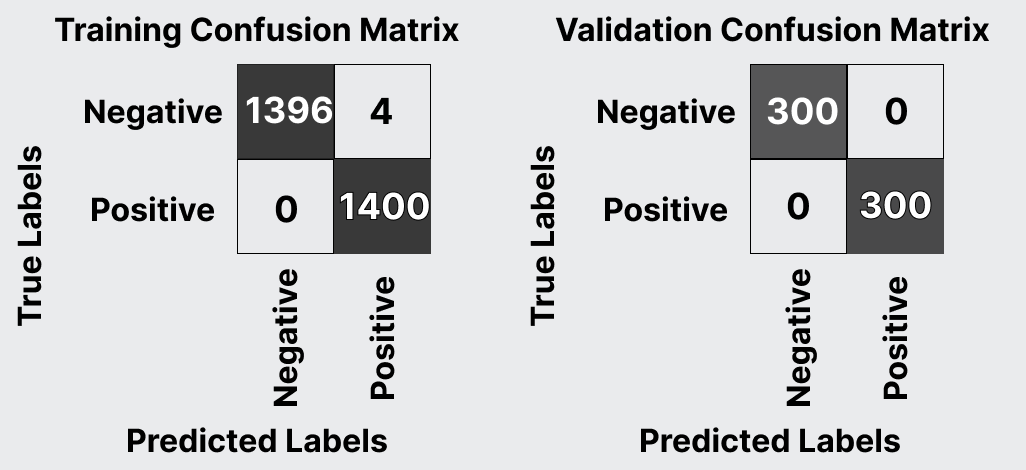 Training Confusion Matrix
True Labels
Negative 1396 4
Positive 0 1400
Negative Positive
Predicted Labels
Validation Confusion Matrix
True Labels
Negative 300 0
Positive 0 300
Negative Positive
Predicted Labels